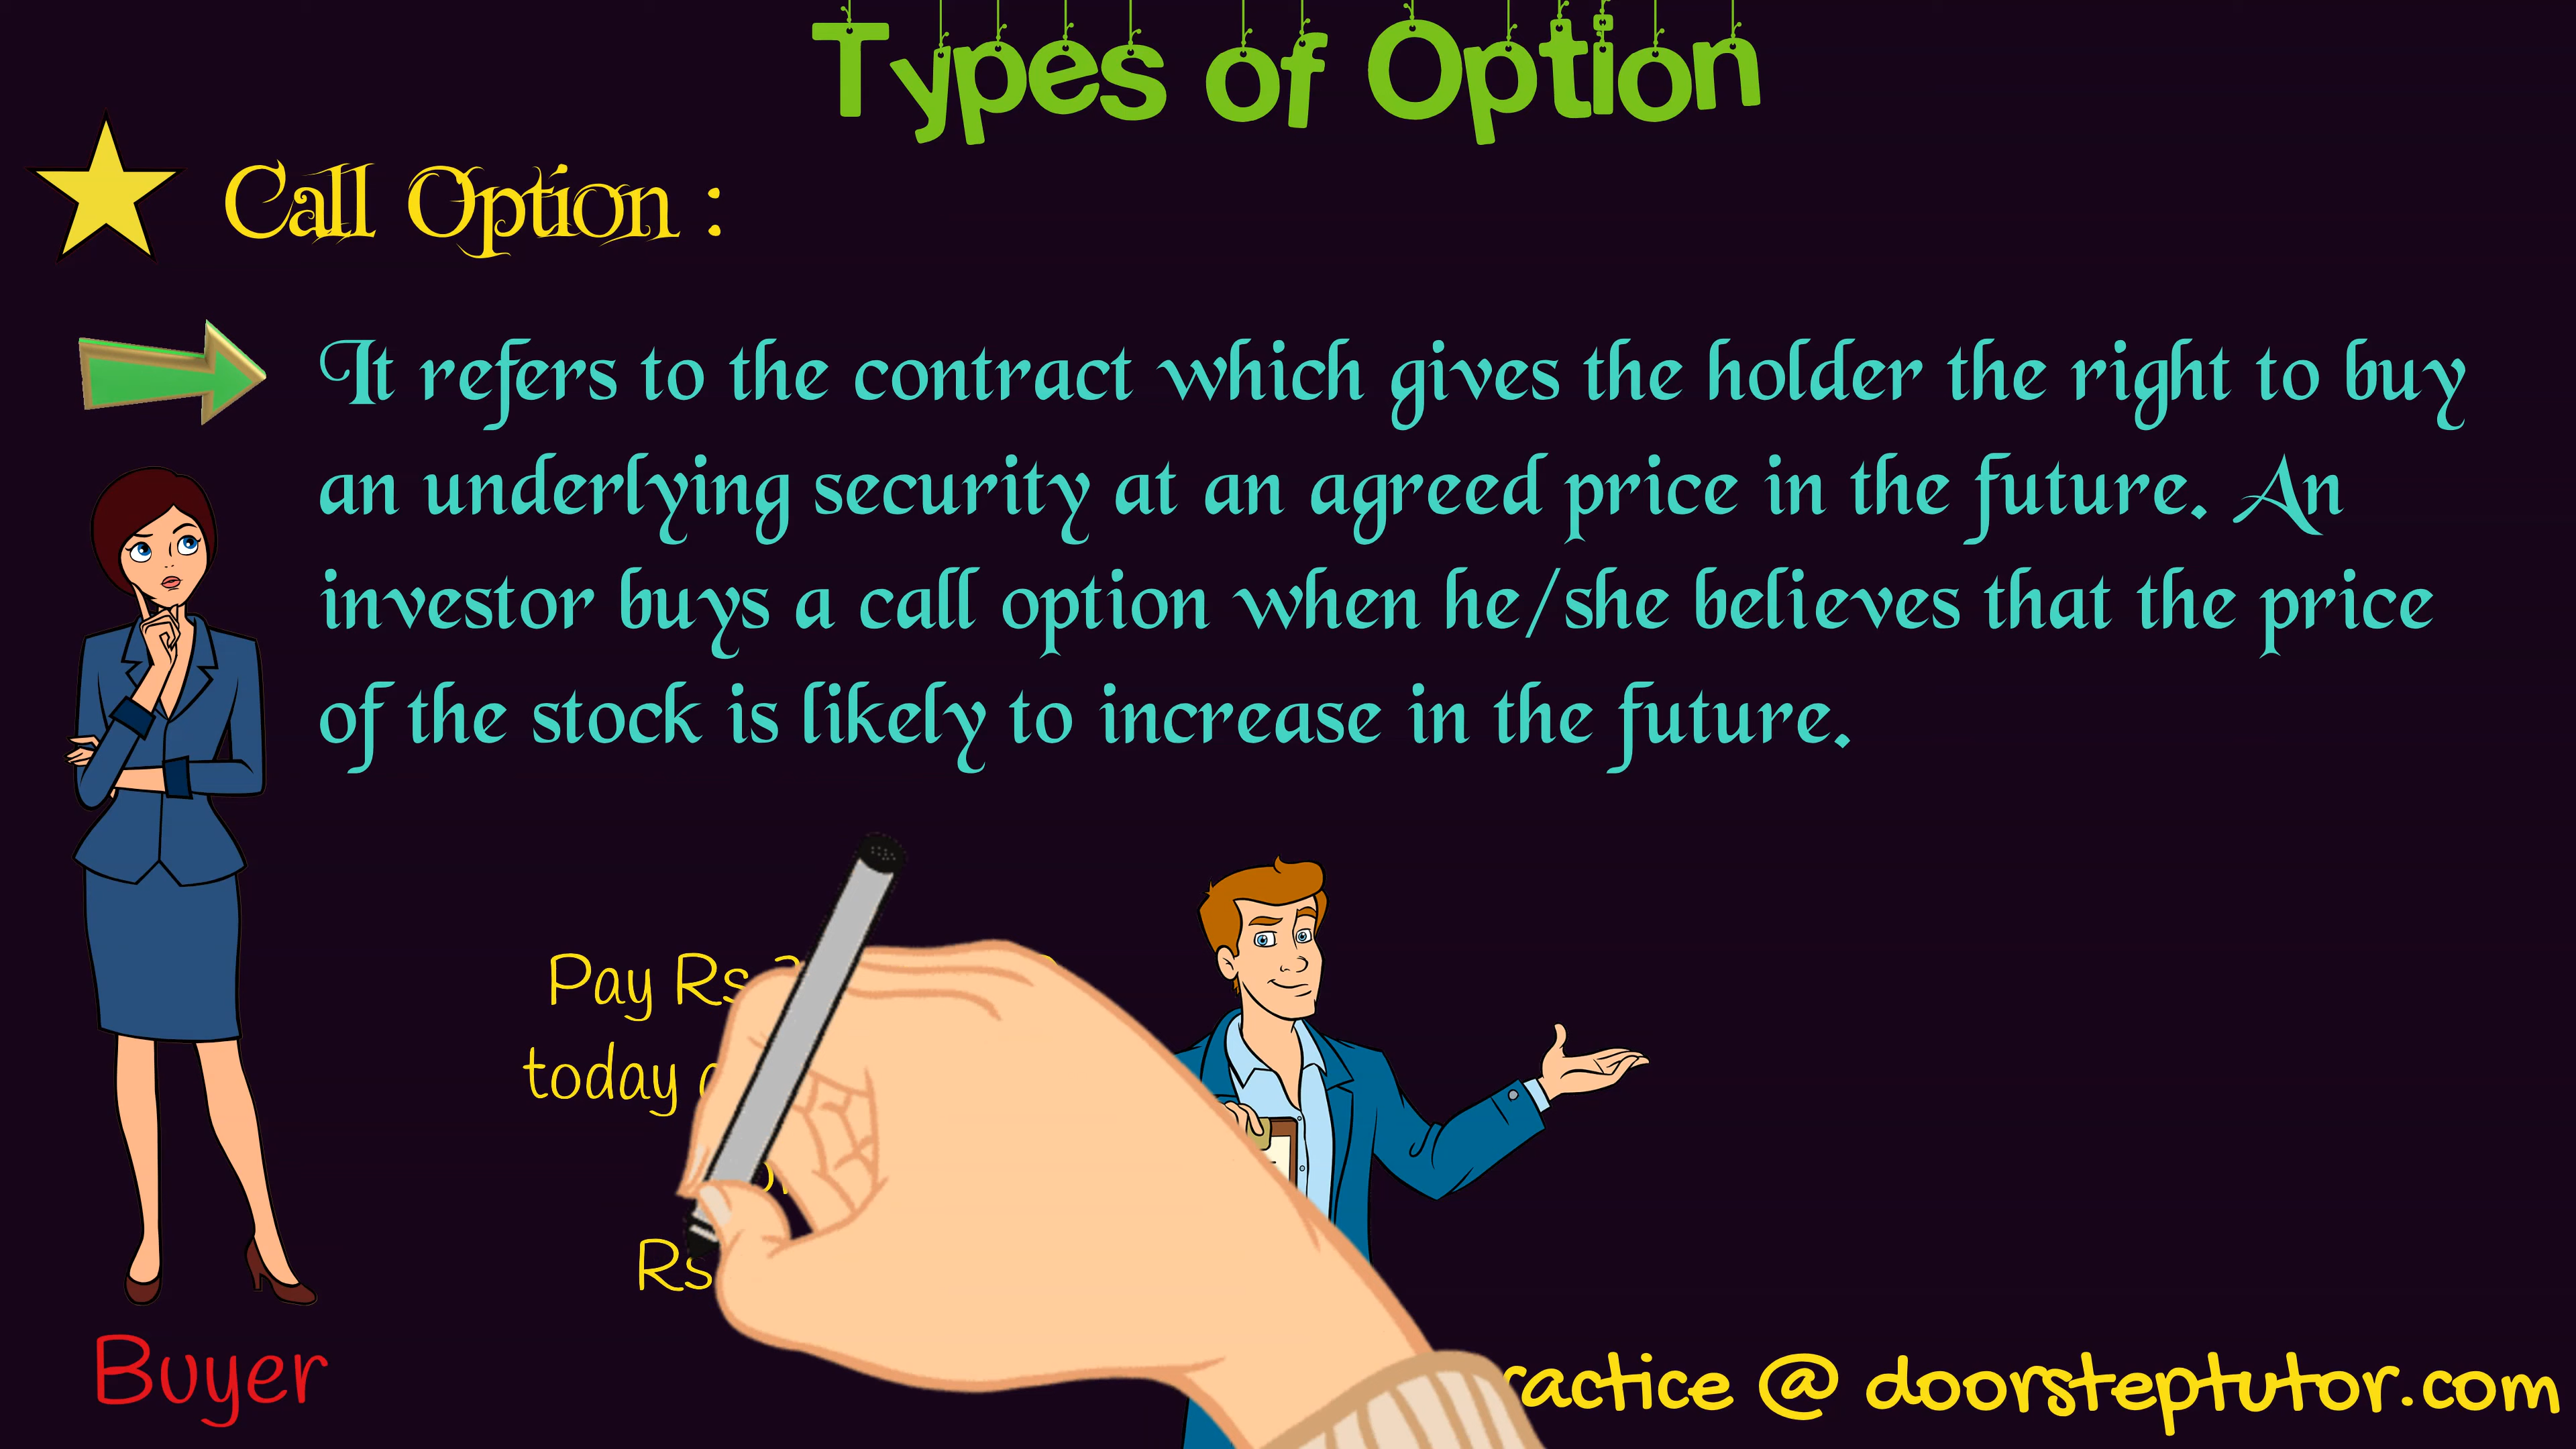 Types of Option
Call Option :
It refers to the contract which gives the holder the right to buy
an underlying security at an agreed price in the future. An
investor buys a call option when he/she believes that the price
of the stock is likely to increase in the future.
Pay Rs
today
Rs
Buyer
@ doorsteptutor.com